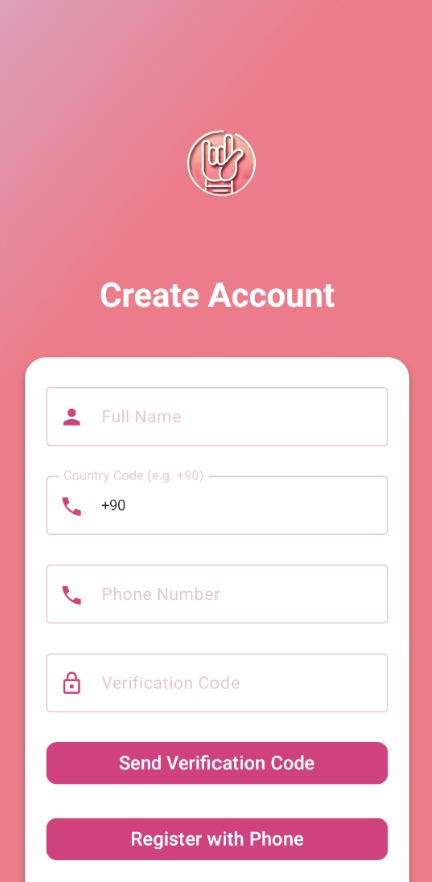 Create Account
Full Name
Country Code (e.g. +90)
+90
Phone Number
Verification Code
Send Verification Code
Register with Phone